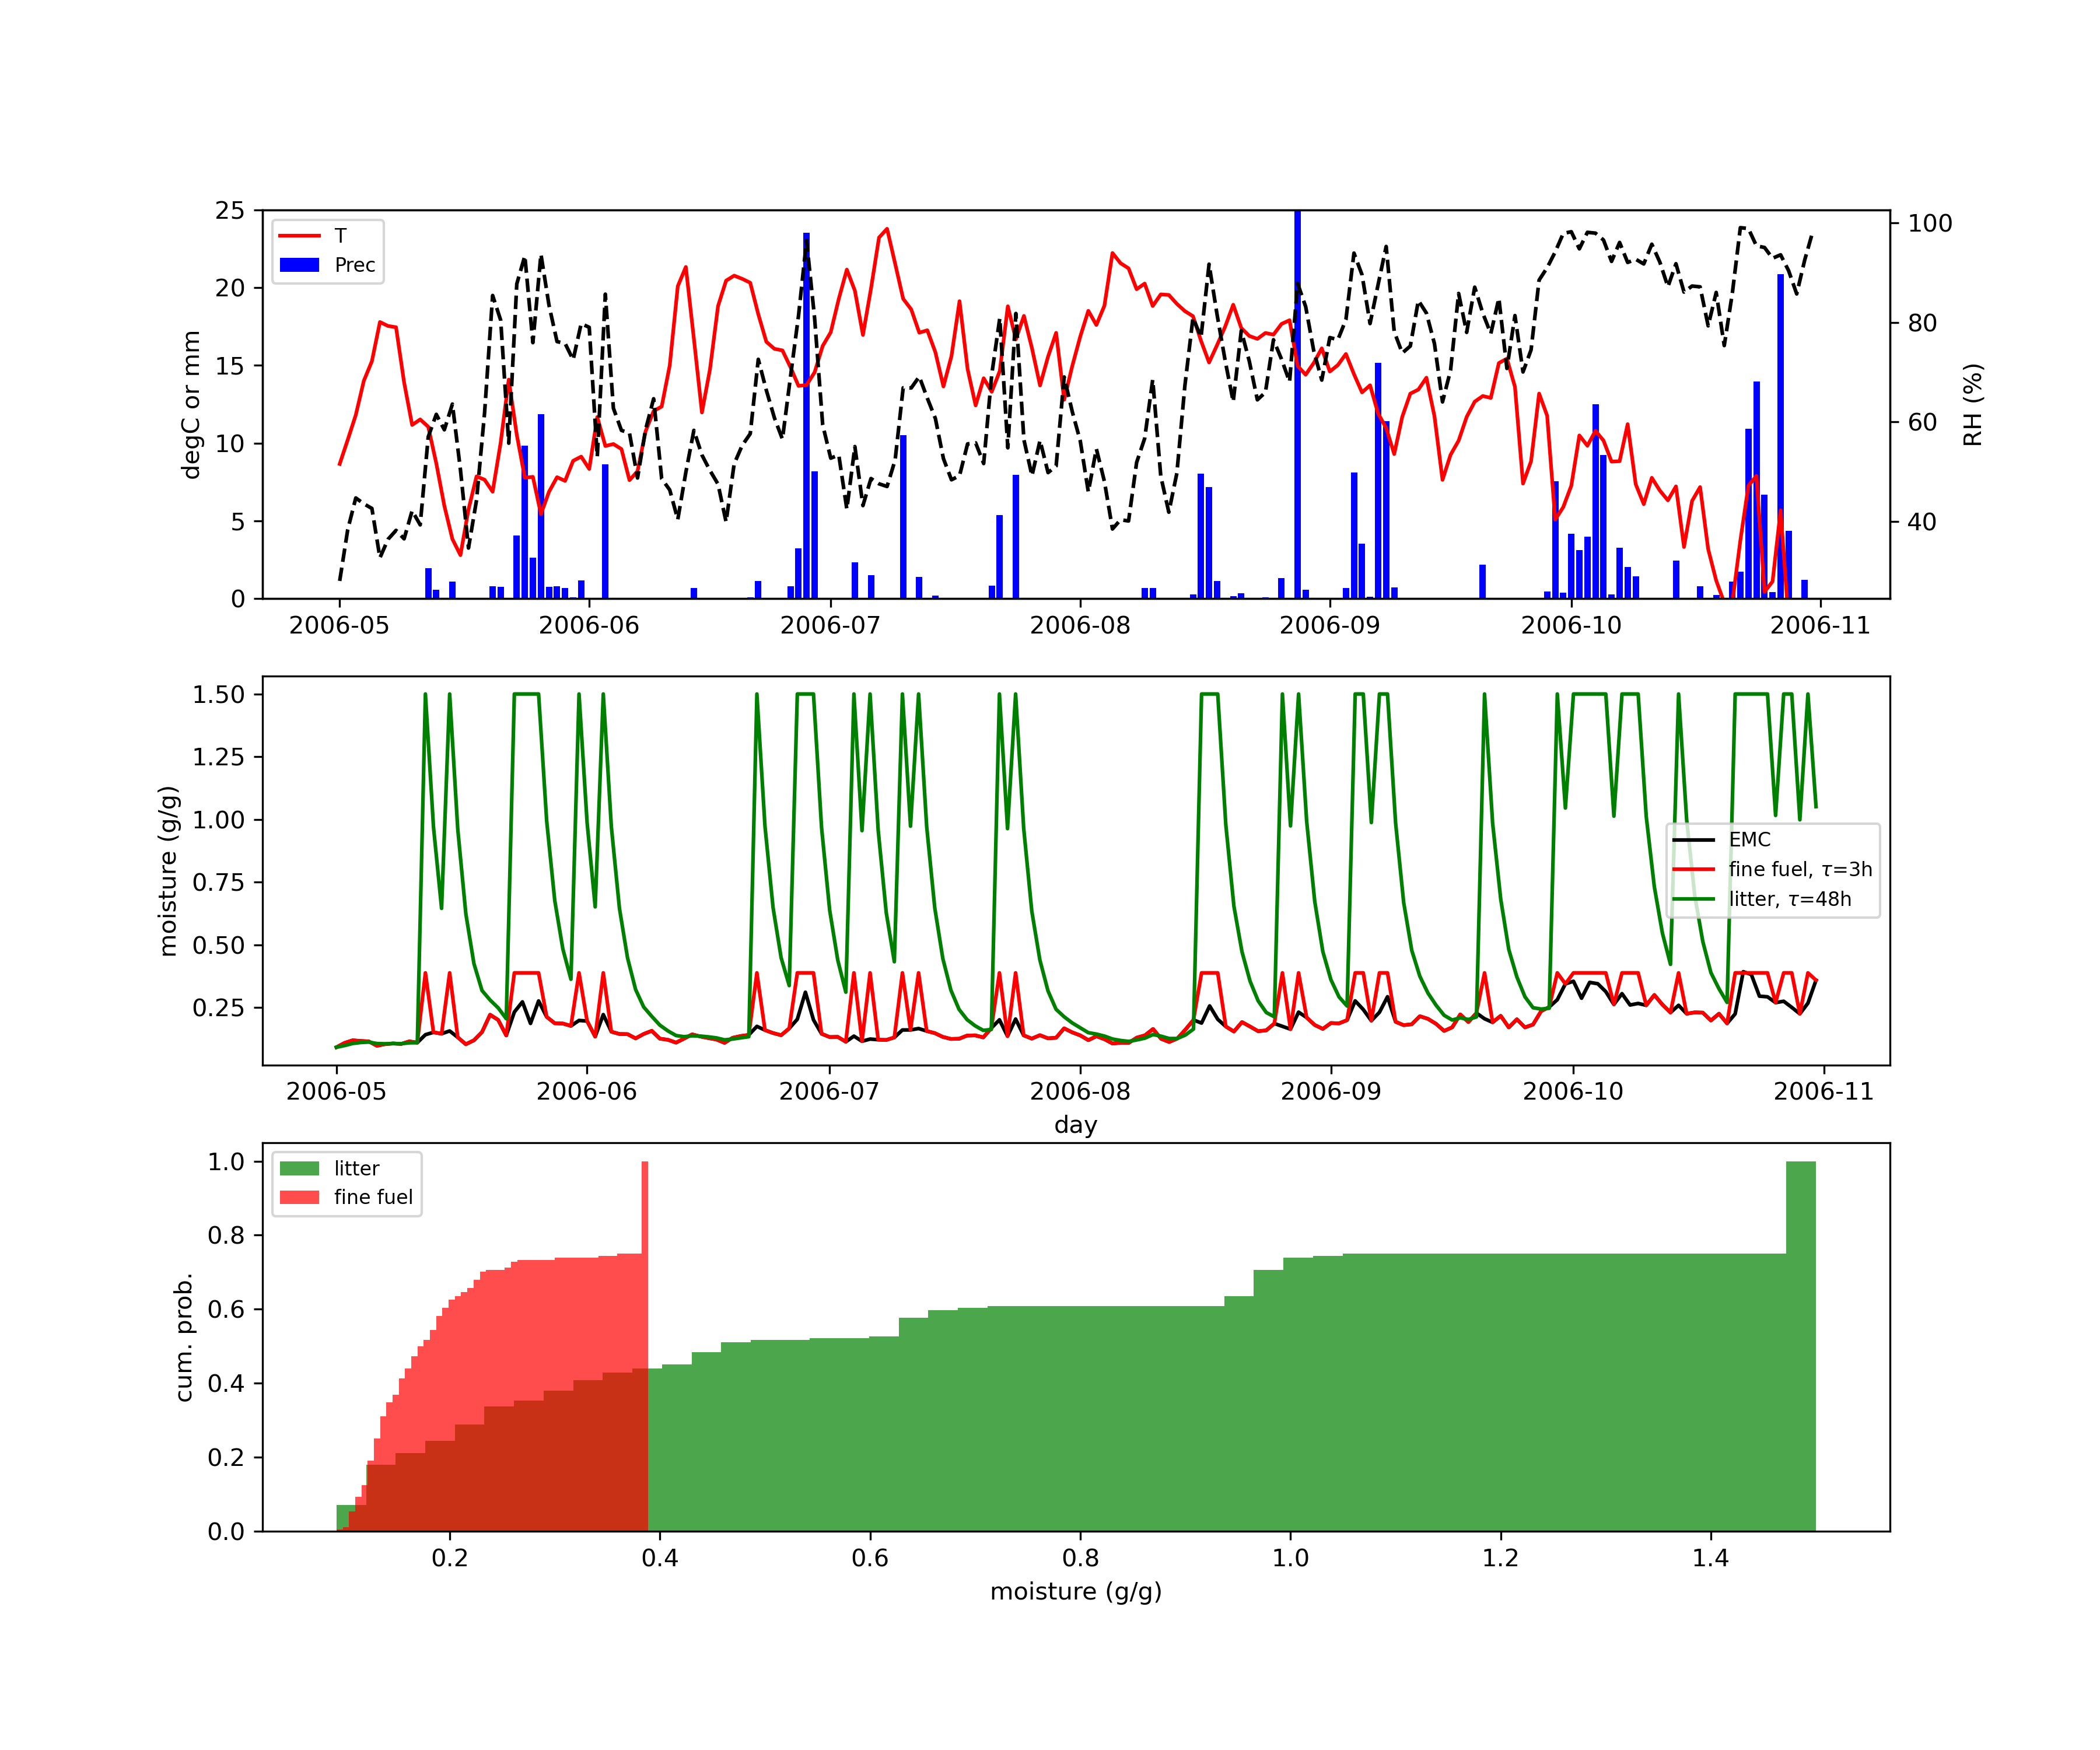 25
20
15
10
5
0
degC or mm
T
Prec
100
80
60
40
RH (%)
2006-05 2006-06 2006-07 2006-08 2006-09 2006-10 2006-11
1.50
1.25
1.00
0.75
0.50
0.25
moisture (g/g)
EMC
fine fuel, τ=3h
litter, τ=48h
2006-05 2006-06 2006-07 2006-08 2006-09 2006-10 2006-11
day
1.0
0.8
0.6
0.4
0.2
0.0
cum. prob.
litter
fine fuel
0.2 0.4 0.6 0.8 1.0 1.2 1.4
moisture (g/g)